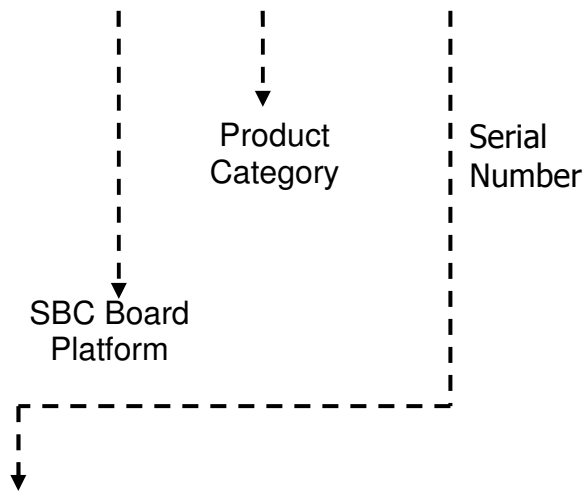 Product
Category
Serial
Number
SBC Board
Platform